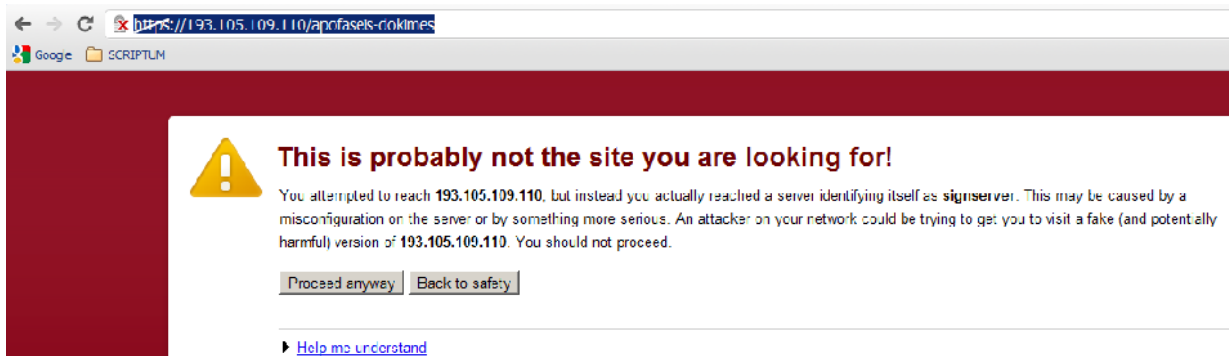 https://193.105.109.110/apofaseis-dokimes
Google SCRIPTUM
This is probably not the site you are looking for!
You attempted to reach 193.105.109.110, but instead you actually reached a server identifying itself as signserver. This may be caused by a
misconfiguration on the server or by something more serious. An attacker on your network could be trying to get you to visit a fake (and potentially
harmful) version of 193.105.109.110. You should not proceed.
Proceed anyway Back to safety
Help me understand